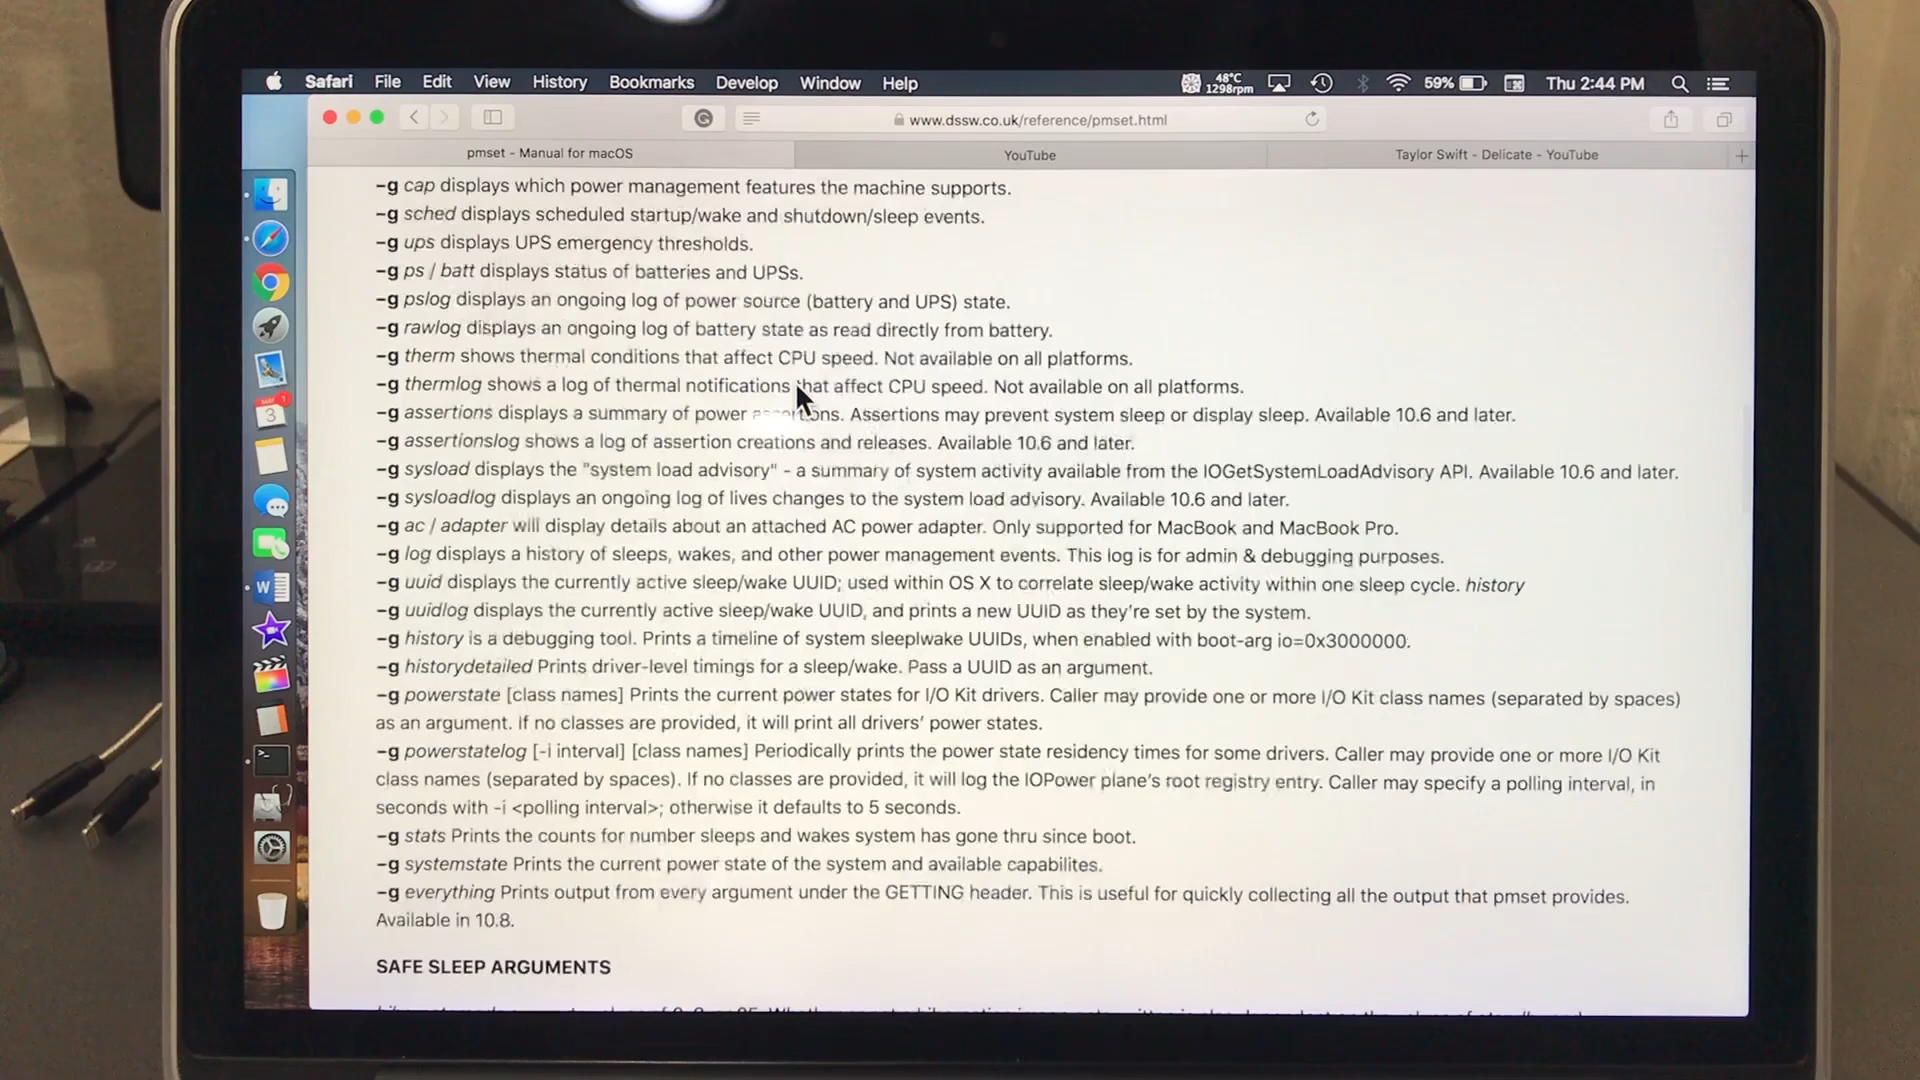 Safari File Edit View History Bookmarks Develop Window Help 48°C 1298rpm 59% Thu 2:44 PM
www.dssw.co.uk/reference/pmset.html
pmset - Manual for macOS YouTube Taylor Swift - Delicate - YouTube
–g cap displays which power management features the machine supports.
–g sched displays scheduled startup/wake and shutdown/sleep events.
–g ups displays UPS emergency thresholds.
–g ps / batt displays status of batteries and UPSs.
–g pslog displays an ongoing log of power source (battery and UPS) state.
–g rawlog displays an ongoing log of battery state as read directly from battery.
–g therm shows thermal conditions that affect CPU speed. Not available on all platforms.
–g thermlog shows a log of thermal notifications that affect CPU speed. Not available on all platforms.
–g assertions displays a summary of power assertions. Assertions may prevent system sleep or display sleep. Available 10.6 and later.
–g assertionslog shows a log of assertion creations and releases. Available 10.6 and later.
–g sysload displays the "system load advisory" - a summary of system activity available from the IOGetSystemLoadAdvisory API. Available 10.6 and later.
–g sysloadlog displays an ongoing log of lives changes to the system load advisory. Available 10.6 and later.
–g ac / adapter will display details about an attached AC power adapter. Only supported for MacBook and MacBook Pro.
–g log displays a history of sleeps, wakes, and other power management events. This log is for admin & debugging purposes.
–g uuid displays the currently active sleep/wake UUID; used within OS X to correlate sleep/wake activity within one sleep cycle. history
–g uuidlog displays the currently active sleep/wake UUID, and prints a new UUID as they're set by the system.
–g history is a debugging tool. Prints a timeline of system sleeplwake UUIDs, when enabled with boot-arg io=0x3000000.
–g historydetailed Prints driver-level timings for a sleep/wake. Pass a UUID as an argument.
–g powerstate [class names] Prints the current power states for I/O Kit drivers. Caller may provide one or more I/O Kit class names (separated by spaces)
as an argument. If no classes are provided, it will print all drivers' power states.
–g powerstatelog [-i interval] [class names] Periodically prints the power state residency times for some drivers. Caller may provide one or more I/O Kit
class names (separated by spaces). If no classes are provided, it will log the IOPower plane's root registry entry. Caller may specify a polling interval, in
seconds with -i <polling interval>; otherwise it defaults to 5 seconds.
–g stats Prints the counts for number sleeps and wakes system has gone thru since boot.
–g systemstate Prints the current power state of the system and available capabilites.
–g everything Prints output from every argument under the GETTING header. This is useful for quickly collecting all the output that pmset provides.
Available in 10.8.
SAFE SLEEP ARGUMENTS